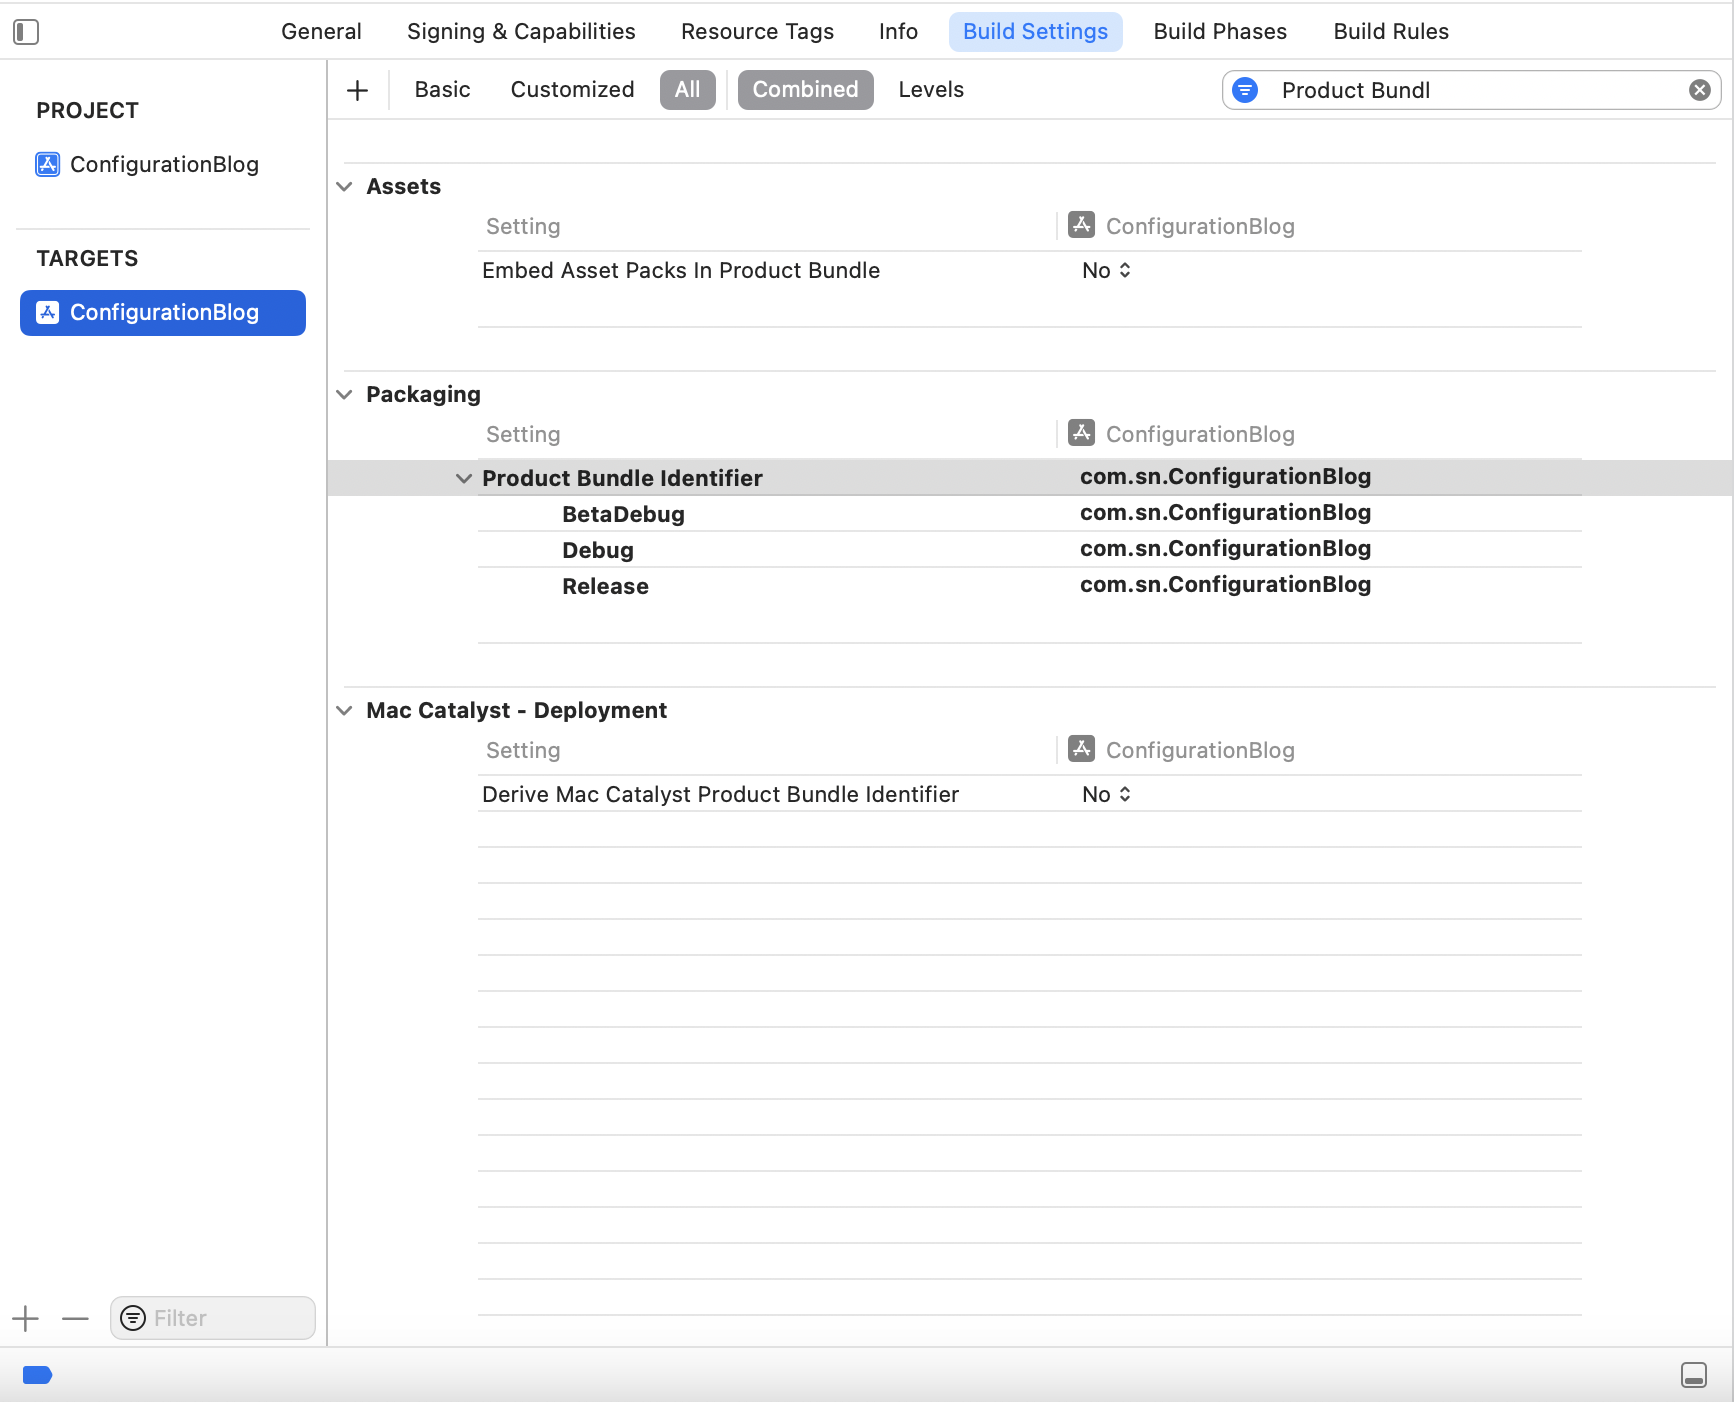 General Signing & Capabilities Resource Tags Info Build Settings Build Phases Build Rules
PROJECT
ConfigurationBlog
TARGETS
ConfigurationBlog
Basic Customized All Combined Levels Product Bundl
Assets
Setting ConfigurationBlog
Embed Asset Packs In Product Bundle No
Packaging
Setting ConfigurationBlog
Product Bundle Identifier com.sn.ConfigurationBlog
BetaDebug com.sn.ConfigurationBlog
Debug com.sn.ConfigurationBlog
Release com.sn.ConfigurationBlog
Mac Catalyst - Deployment
Setting ConfigurationBlog
Derive Mac Catalyst Product Bundle Identifier No
Filter